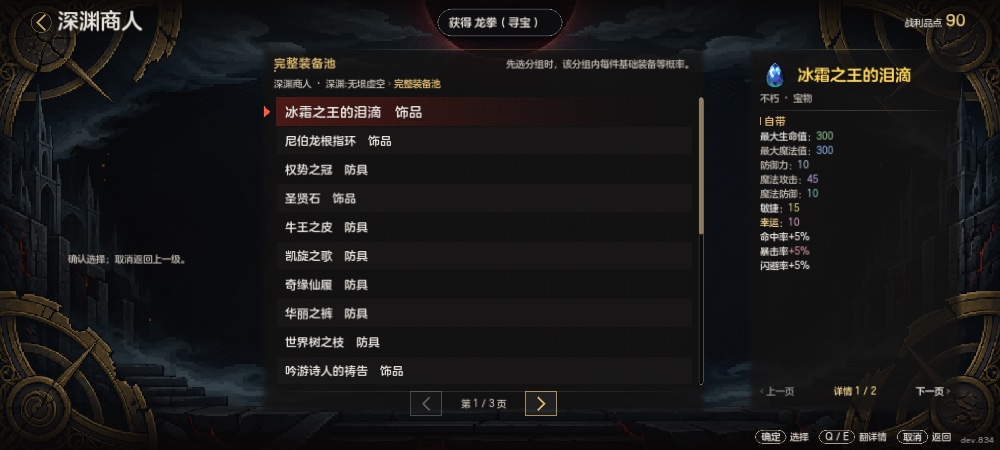 深渊商人
获得 龙拳（寻宝）
战利品点 90
完整装备池
先选分组时，该分组内每件基础装备等概率。
深渊商人 · 深渊:无垠虚空 · 完整装备池
冰霜之王的泪滴 饰品
尼伯龙根指环 饰品
权势之冠 防具
圣贤石 饰品
牛王之皮 防具
凯旋之歌 防具
奇缘仙履 防具
华丽之裤 防具
世界树之枝 防具
吟游诗人的祷告 饰品
第 1 / 3 页
确认选择；取消返回上一级。
冰霜之王的泪滴
不朽 · 宝物
自带
最大生命值：300
最大魔法值：300
防御力：10
魔法攻击：45
魔法防御：10
敏捷：15
幸运：10
命中率+5%
暴击率+5%
闪避率+5%
‹ 上一页 详情 1 / 2 下一页 ›
确定 选择 Q / E 翻详情 取消 返回
dev.834